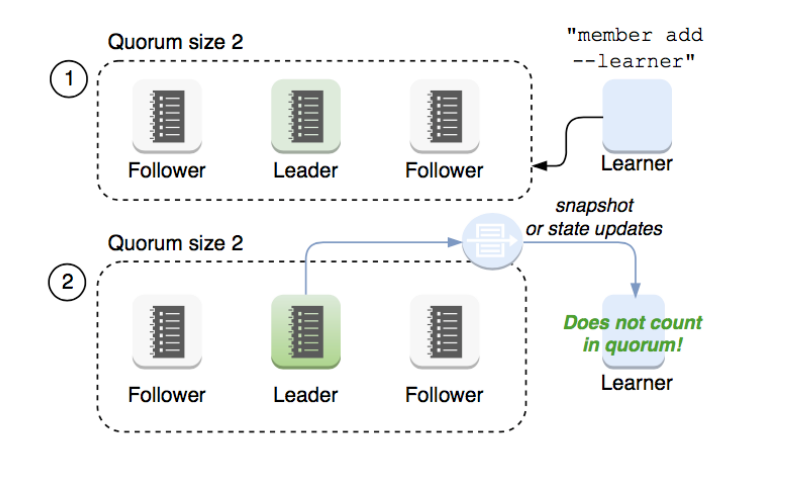 Quorum size 2
"member add
--learner"
1
Follower
Leader
Follower
Learner
snapshot
or state updates
Quorum size 2
2
Does not count
in quorum!
Follower
Leader
Follower
Learner